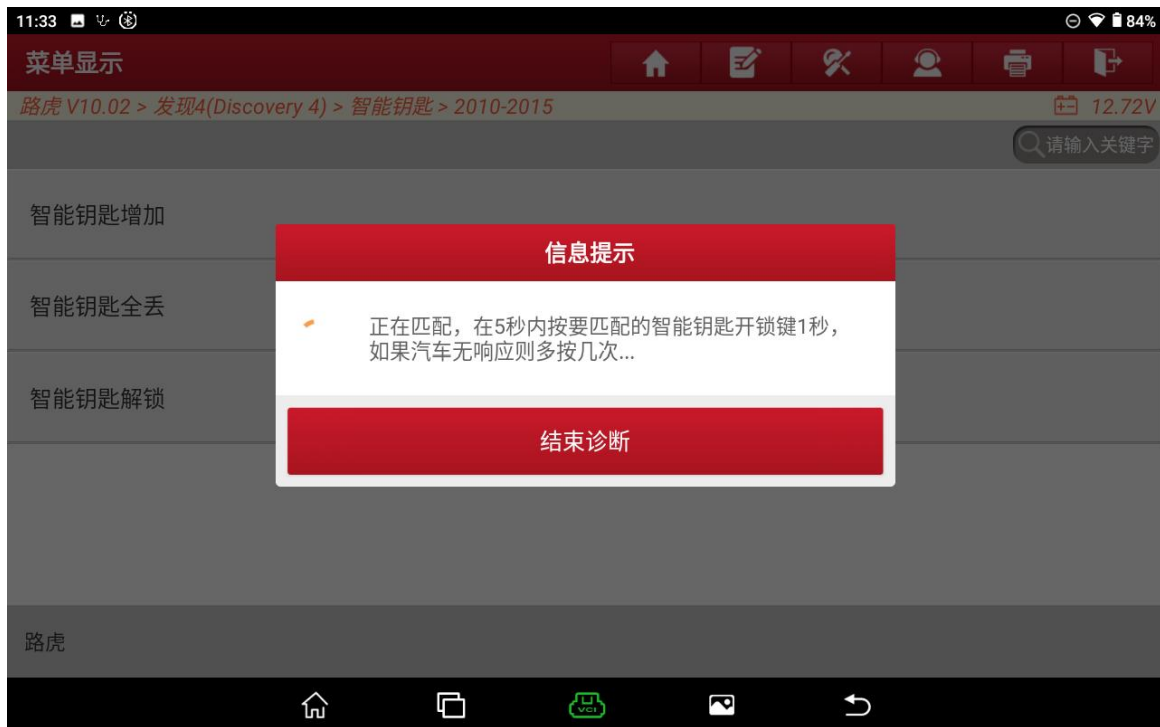 11:33
84%
菜单显示
路虎 V10.02 > 发现4(Discovery 4) > 智能钥匙 > 2010-2015
12.72V
请输入关键字
智能钥匙增加
信息提示
智能钥匙全丢
正在匹配，在5秒内按要匹配的智能钥匙开锁键1秒，
如果汽车无响应则多按几次...
智能钥匙解锁
结束诊断
路虎
VCI